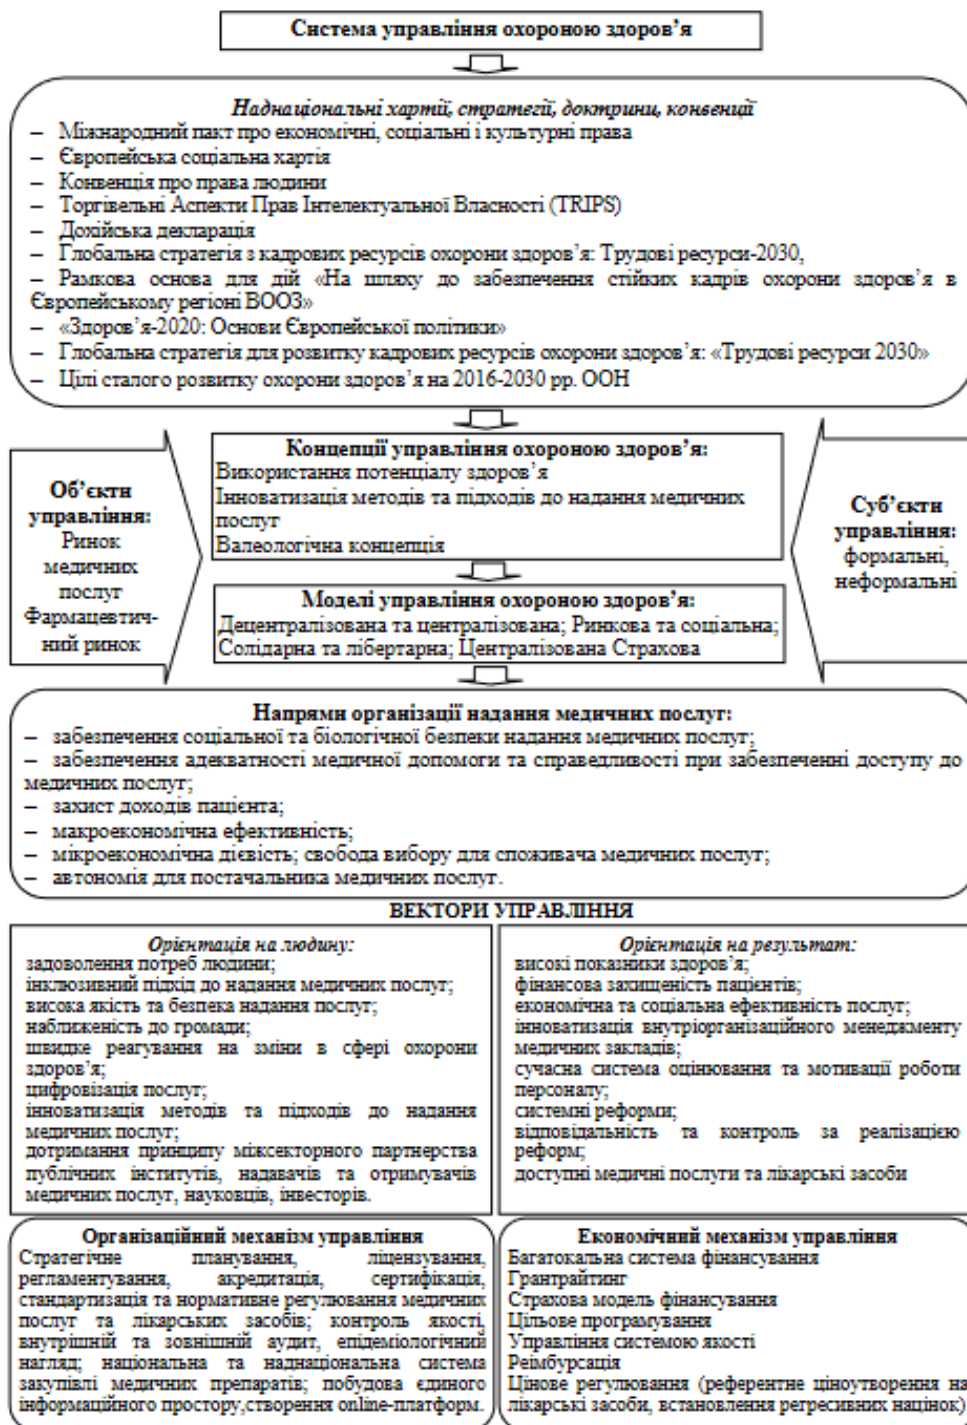 Система управління охороною здоров’я
Наднаціональні хартії, стратегії, доктрини, конвенції
– Міжнародний пакт про економічні, соціальні і культурні права
– Європейська соціальна хартія
– Конвенція про права людини
– Торгівельні Аспекти Прав Інтелектуальної Власності (TRIPS)
– Дохійська декларація
– Глобальна стратегія з кадрових ресурсів охорони здоров’я: Трудові ресурси-2030,
– Рамкова основа для дій «На шляху до забезпечення стійких кадрів охорони здоров’я в
Європейському регіоні ВООЗ»
– «Здоров’я-2020: Основи Європейської політики»
– Глобальна стратегія для розвитку кадрових ресурсів охорони здоров’я: «Трудові ресурси 2030»
– Цілі сталого розвитку охорони здоров’я на 2016-2030 рр. ООН
Об’єкти
управління:
Ринок
медичних
послуг
Фармацевтич-
ний ринок
Концепції управління охороною здоров’я:
Використання потенціалу здоров’я
Інноватизація методів та підходів до надання медичних
послуг
Валеологічна концепція
Моделі управління охороною здоров’я:
Децентралізована та централізована; Ринкова та соціальна;
Солідарна та лібертарна; Централізована Страхова
Суб’єкти
управління:
формальні,
неформальні
Напрями організації надання медичних послуг:
– забезпечення соціальної та біологічної безпеки надання медичних послуг;
– забезпечення адекватності медичної допомоги та справедливості при забезпеченні доступу до
медичних послуг;
– захист доходів пацієнта;
– макроекономічна ефективність;
– мікроекономічна дієвість; свобода вибору для споживача медичних послуг;
– автономія для постачальника медичних послуг.
ВЕКТОРИ УПРАВЛІННЯ
Орієнтація на людину:
задоволення потреб людини;
інклюзивний підхід до надання медичних послуг;
висока якість та безпека надання послуг;
наближеність до громади;
швидке реагування на зміни в сфері охорони
здоров’я;
цифровізація послуг;
інноватизація методів та підходів до надання
медичних послуг;
дотримання принципу міжсекторного партнерства
публічних інститутів, надавачів та отримувачів
медичних послуг, науковців, інвесторів.
Орієнтація на результат:
високі показники здоров’я;
фінансова захищеність пацієнтів;
економічна та соціальна ефективність послуг;
інноватизація внутріорганізаційного менеджменту
медичних закладів;
сучасна система оцінювання та мотивації роботи
персоналу;
системні реформи;
відповідальність та контроль за реалізацією
реформ;
доступні медичні послуги та лікарські засоби
Організаційний механізм управління
Стратегічне планування, ліцензування,
регламентування, акредитація, сертифікація,
стандартизація та нормативне регулювання медичних
послуг та лікарських засобів; контроль якості,
внутрішній та зовнішній аудит, епідеміологічний
нагляд; національна та наднаціональна система
закупівлі медичних препаратів; побудова єдиного
інформаційного простору,створення online-платформ.
Економічний механізм управління
Багатокальна система фінансування
Грантрайтинг
Страхова модель фінансування
Цільове програмування
Управління системою якості
Реімбурсація
Цінове регулювання (референтне ціноутворення на
лікарські засоби, встановлення регресивних націнок)